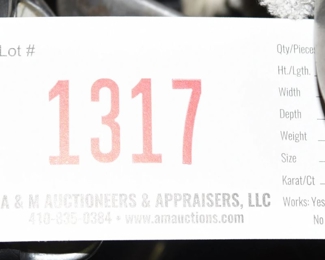 Lot #
1317
A & M AUCTIONEERS & APPRAISERS, LLC
410-835-0384 • www.amauctions.com
Qty/Piece
Ht./Lgth.
Width
Depth
Weight
Size
Karat/Ct
Works: Yes
No